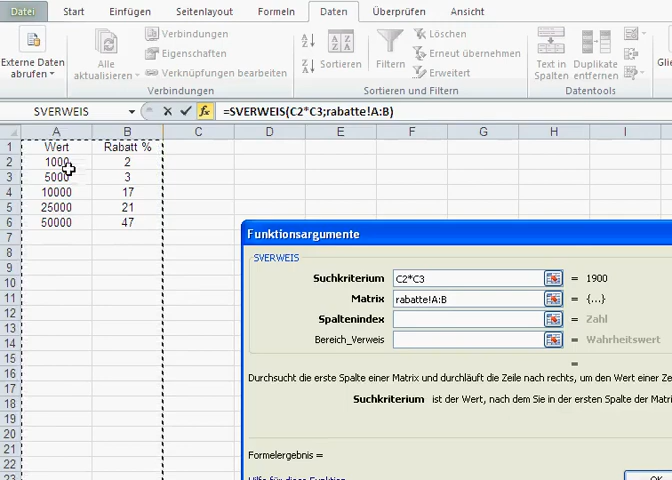 Datei Start Einfügen Seitenlayout Formeln Daten Überprüfen Ansicht
Externe Daten abrufen
Alle aktualisieren
Verbindungen
Eigenschaften
Verknüpfungen bearbeiten
Verbindungen
Sortieren
Filtern
Löschen
Erneut übernehmen
Erweitert
Sortieren und Filtern
Text in Spalten
Duplikate entfernen
Datentools
SVERWEIS =SVERWEIS(C2*C3;rabatte!A:B)
A B C D E F G H I
1 Wert Rabatt %
2 1000 2
3 5000 3
4 10000 17
5 25000 21
6 50000 47
7
8
9
10
11
12
13
14
15
16
17
18
19
20
21
22
23
Funktionsargumente
SVERWEIS
Suchkriterium C2*C3 = 1900
Matrix rabatte!A:B = {...}
Spaltenindex = Zahl
Bereich_Verweis = Wahrheitswert
=
Durchsucht die erste Spalte einer Matrix und durchläuft die Zeile nach rechts, um den Wert einer
Suchkriterium ist der Wert, nach dem Sie in der ersten Spalte der
Formelergebnis =
Hilfe für diese Funktion